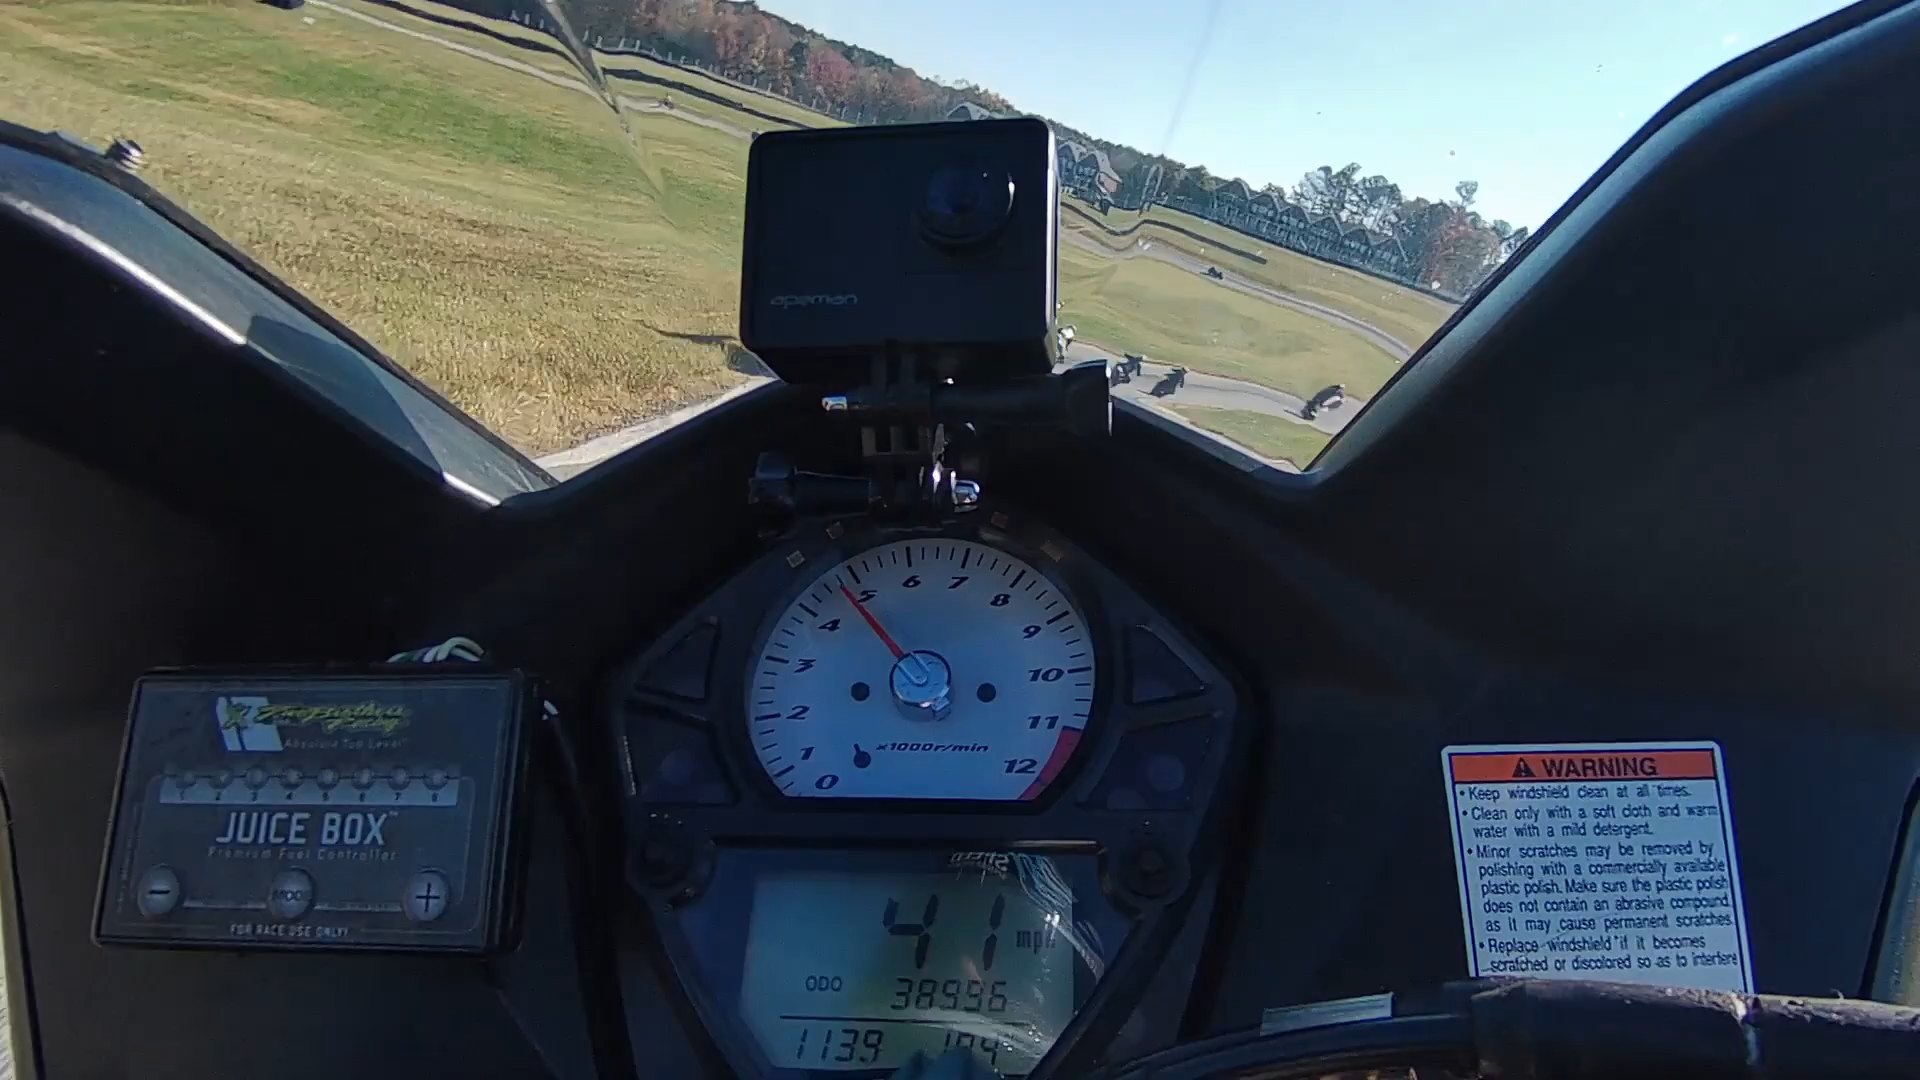 apeman
5 6 7 8
4 9
3 10
2 11
1 x1000r/min
0 12
Absolute Top Level
1 2 3 4 5 6 7 8
JUICE BOX™
Premium Fuel Controller
− MODE +
FOR RACE USE ONLY!
SPEED
41 mph
ODO 38996
1139
WARNING
• Keep windshield clean at all times.
• Clean only with a soft cloth and warm
water with a mild detergent.
• Minor scratches may be removed by
polishing with a commercially available
plastic polish. Make sure the plastic polish
does not contain an abrasive compound
as it may cause permanent scratches.
• Replace windshield if it becomes
scratched or discolored so as to interfere